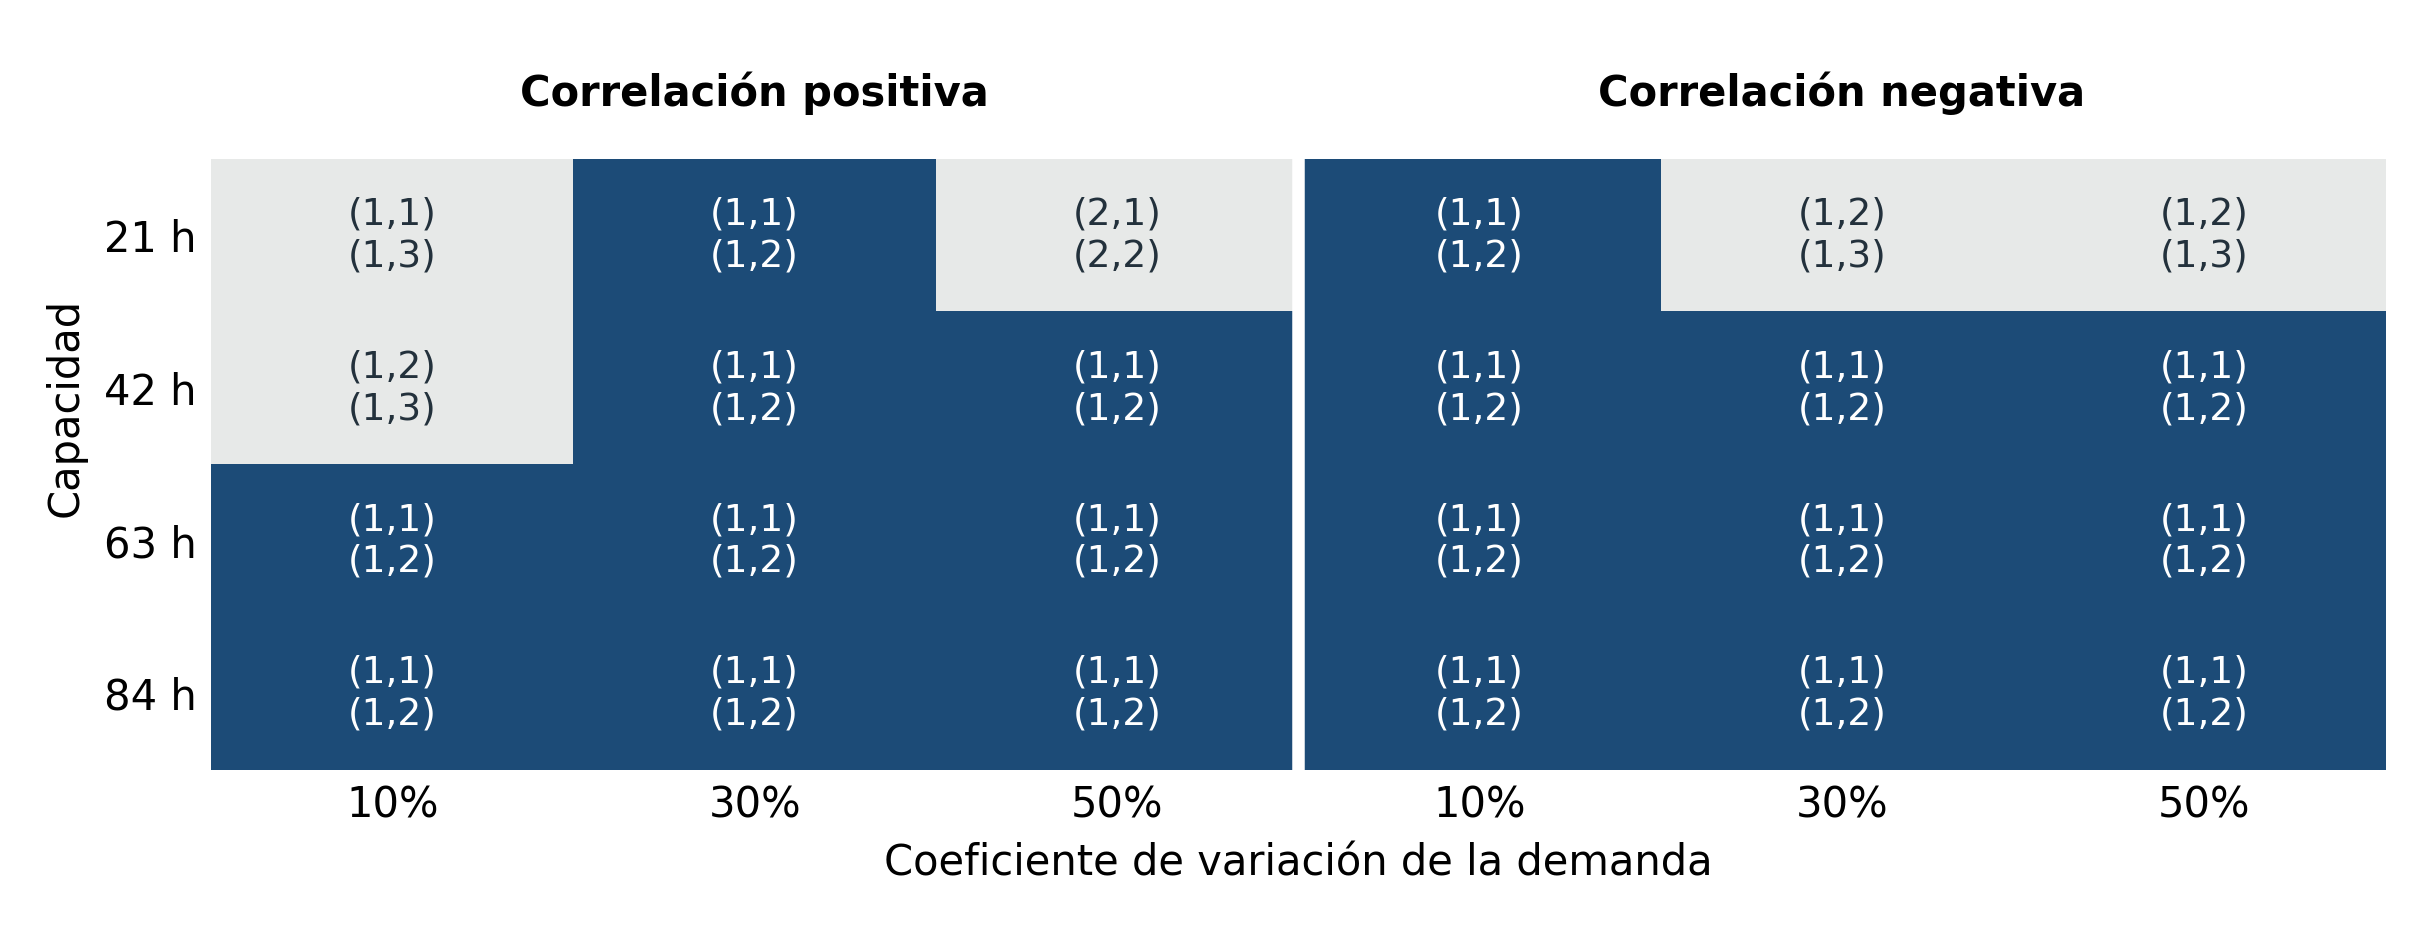 Correlación positiva Correlación negativa
(1,1) (1,1) (2,1) (1,1) (1,2) (1,2)
21 h
(1,3) (1,2) (2,2) (1,2) (1,3) (1,3)
(1,2) (1,1) (1,1) (1,1) (1,1) (1,1)
42 h
(1,3) (1,2) (1,2) (1,2) (1,2) (1,2)
Capacidad
(1,1) (1,1) (1,1) (1,1) (1,1) (1,1)
63 h
(1,2) (1,2) (1,2) (1,2) (1,2) (1,2)
(1,1) (1,1) (1,1) (1,1) (1,1) (1,1)
84 h
(1,2) (1,2) (1,2) (1,2) (1,2) (1,2)
10% 30% 50% 10% 30% 50%
Coeficiente de variación de la demanda